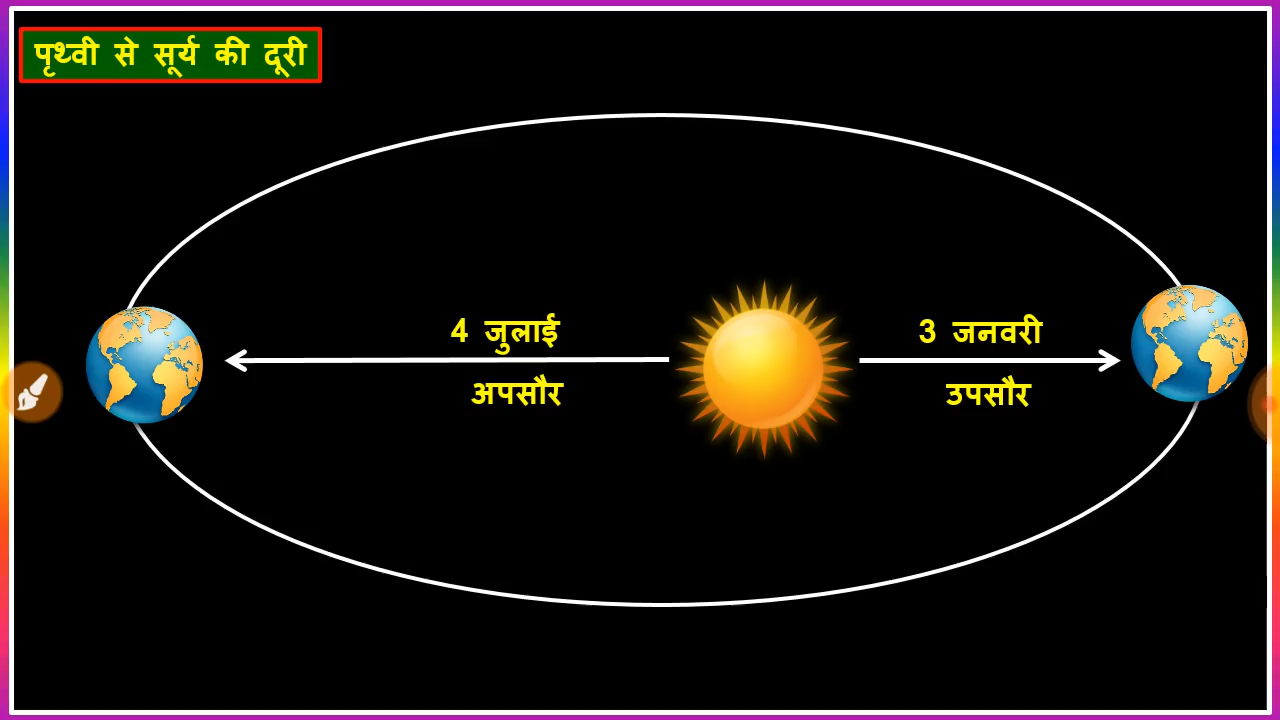 पृथ्वी से सूर्य की दूरी
4 जुलाई
अपसौर
3 जनवरी
उपसौर